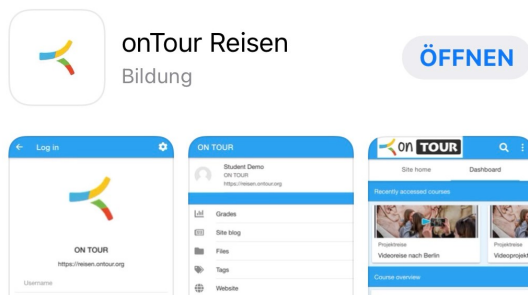 onTour Reisen
Bildung
ÖFFNEN
Log in
ON TOUR
https://reisen.ontour.org
Username
ON TOUR
Student Demo
ON TOUR
https://reisen.ontour.org
Grades
Site blog
Files
Tags
Website
on TOUR
Site home
Dashboard
Recently accessed courses
Projektreise
Videoreise nach Berlin
Projektreise
Videoprojekt
Course overview